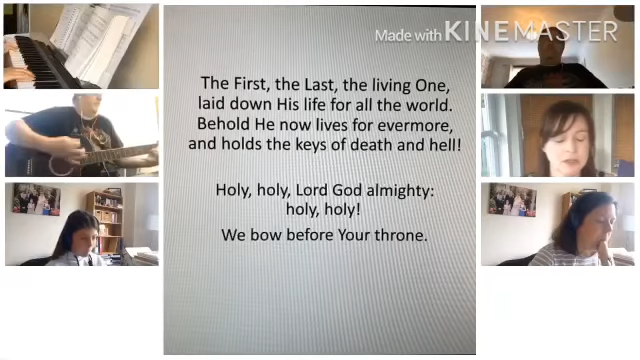 Made with KINEMASTER
The First, the Last, the living One,
laid down His life for all the world.
Behold He now lives for evermore,
and holds the keys of death and hell!
Holy, holy, Lord God almighty:
holy, holy!
We bow before Your throne.